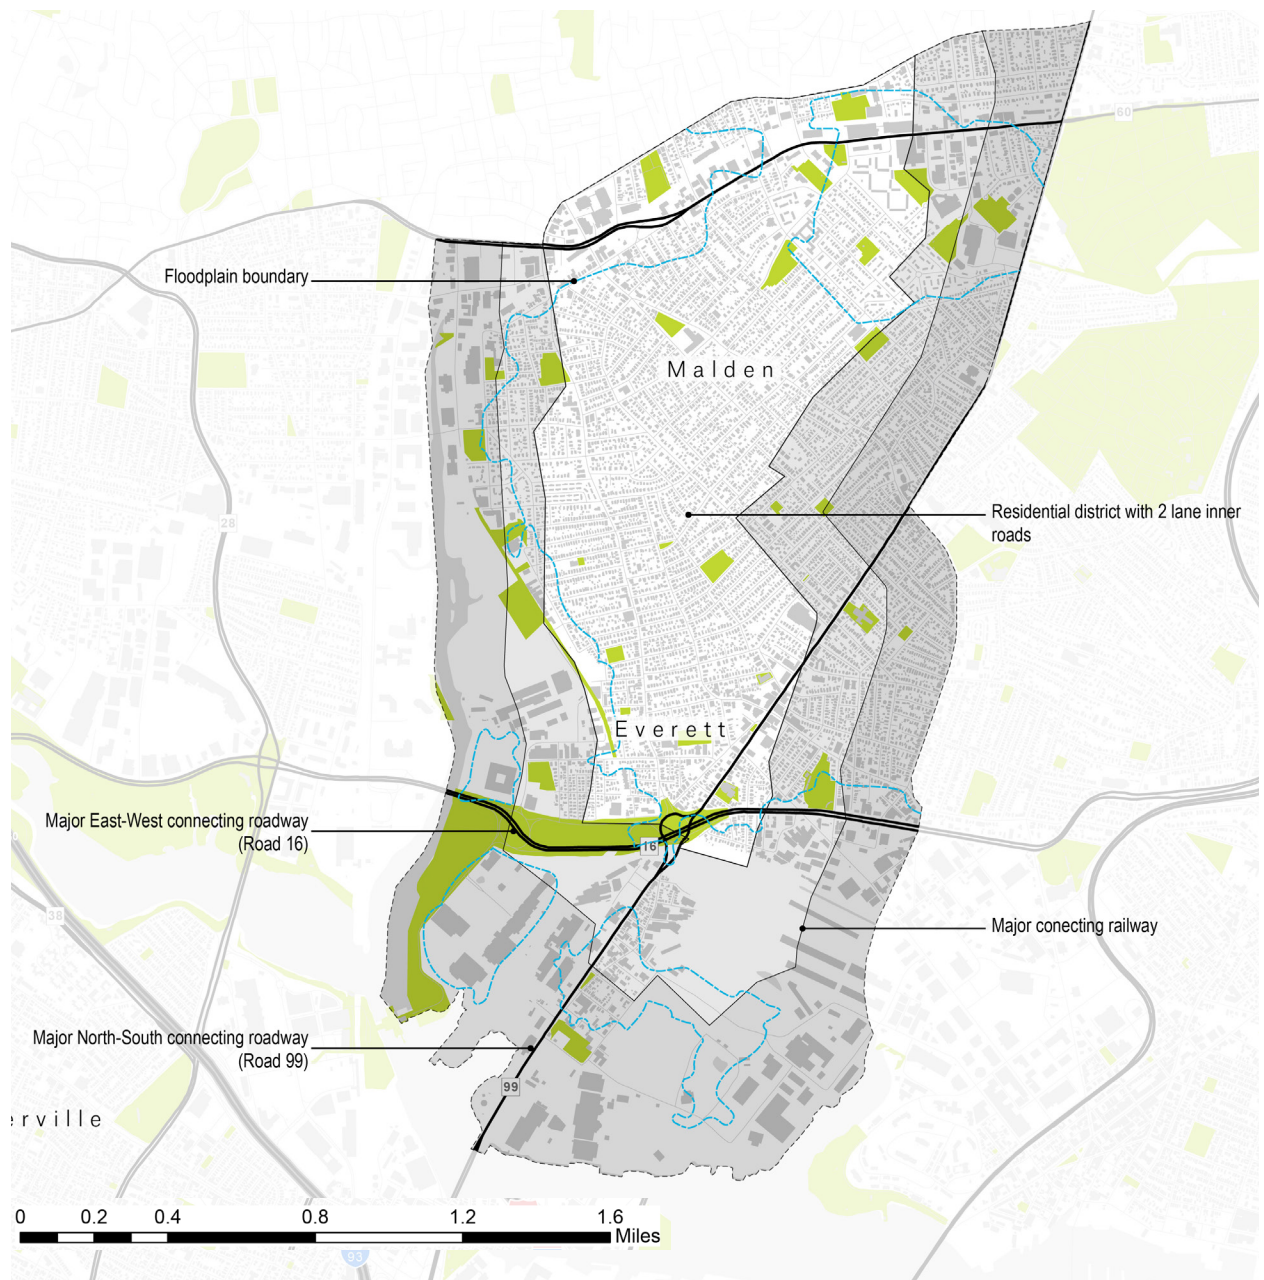 60
Floodplain boundary
Malden
28
Residential district with 2 lane inner
roads
Everett
Major East-West connecting roadway
(Road 16)
16
38
Major conecting railway
Major North-South connecting roadway
(Road 99)
99
erville
0 0.2 0.4 0.8 1.2 1.6
Miles
93